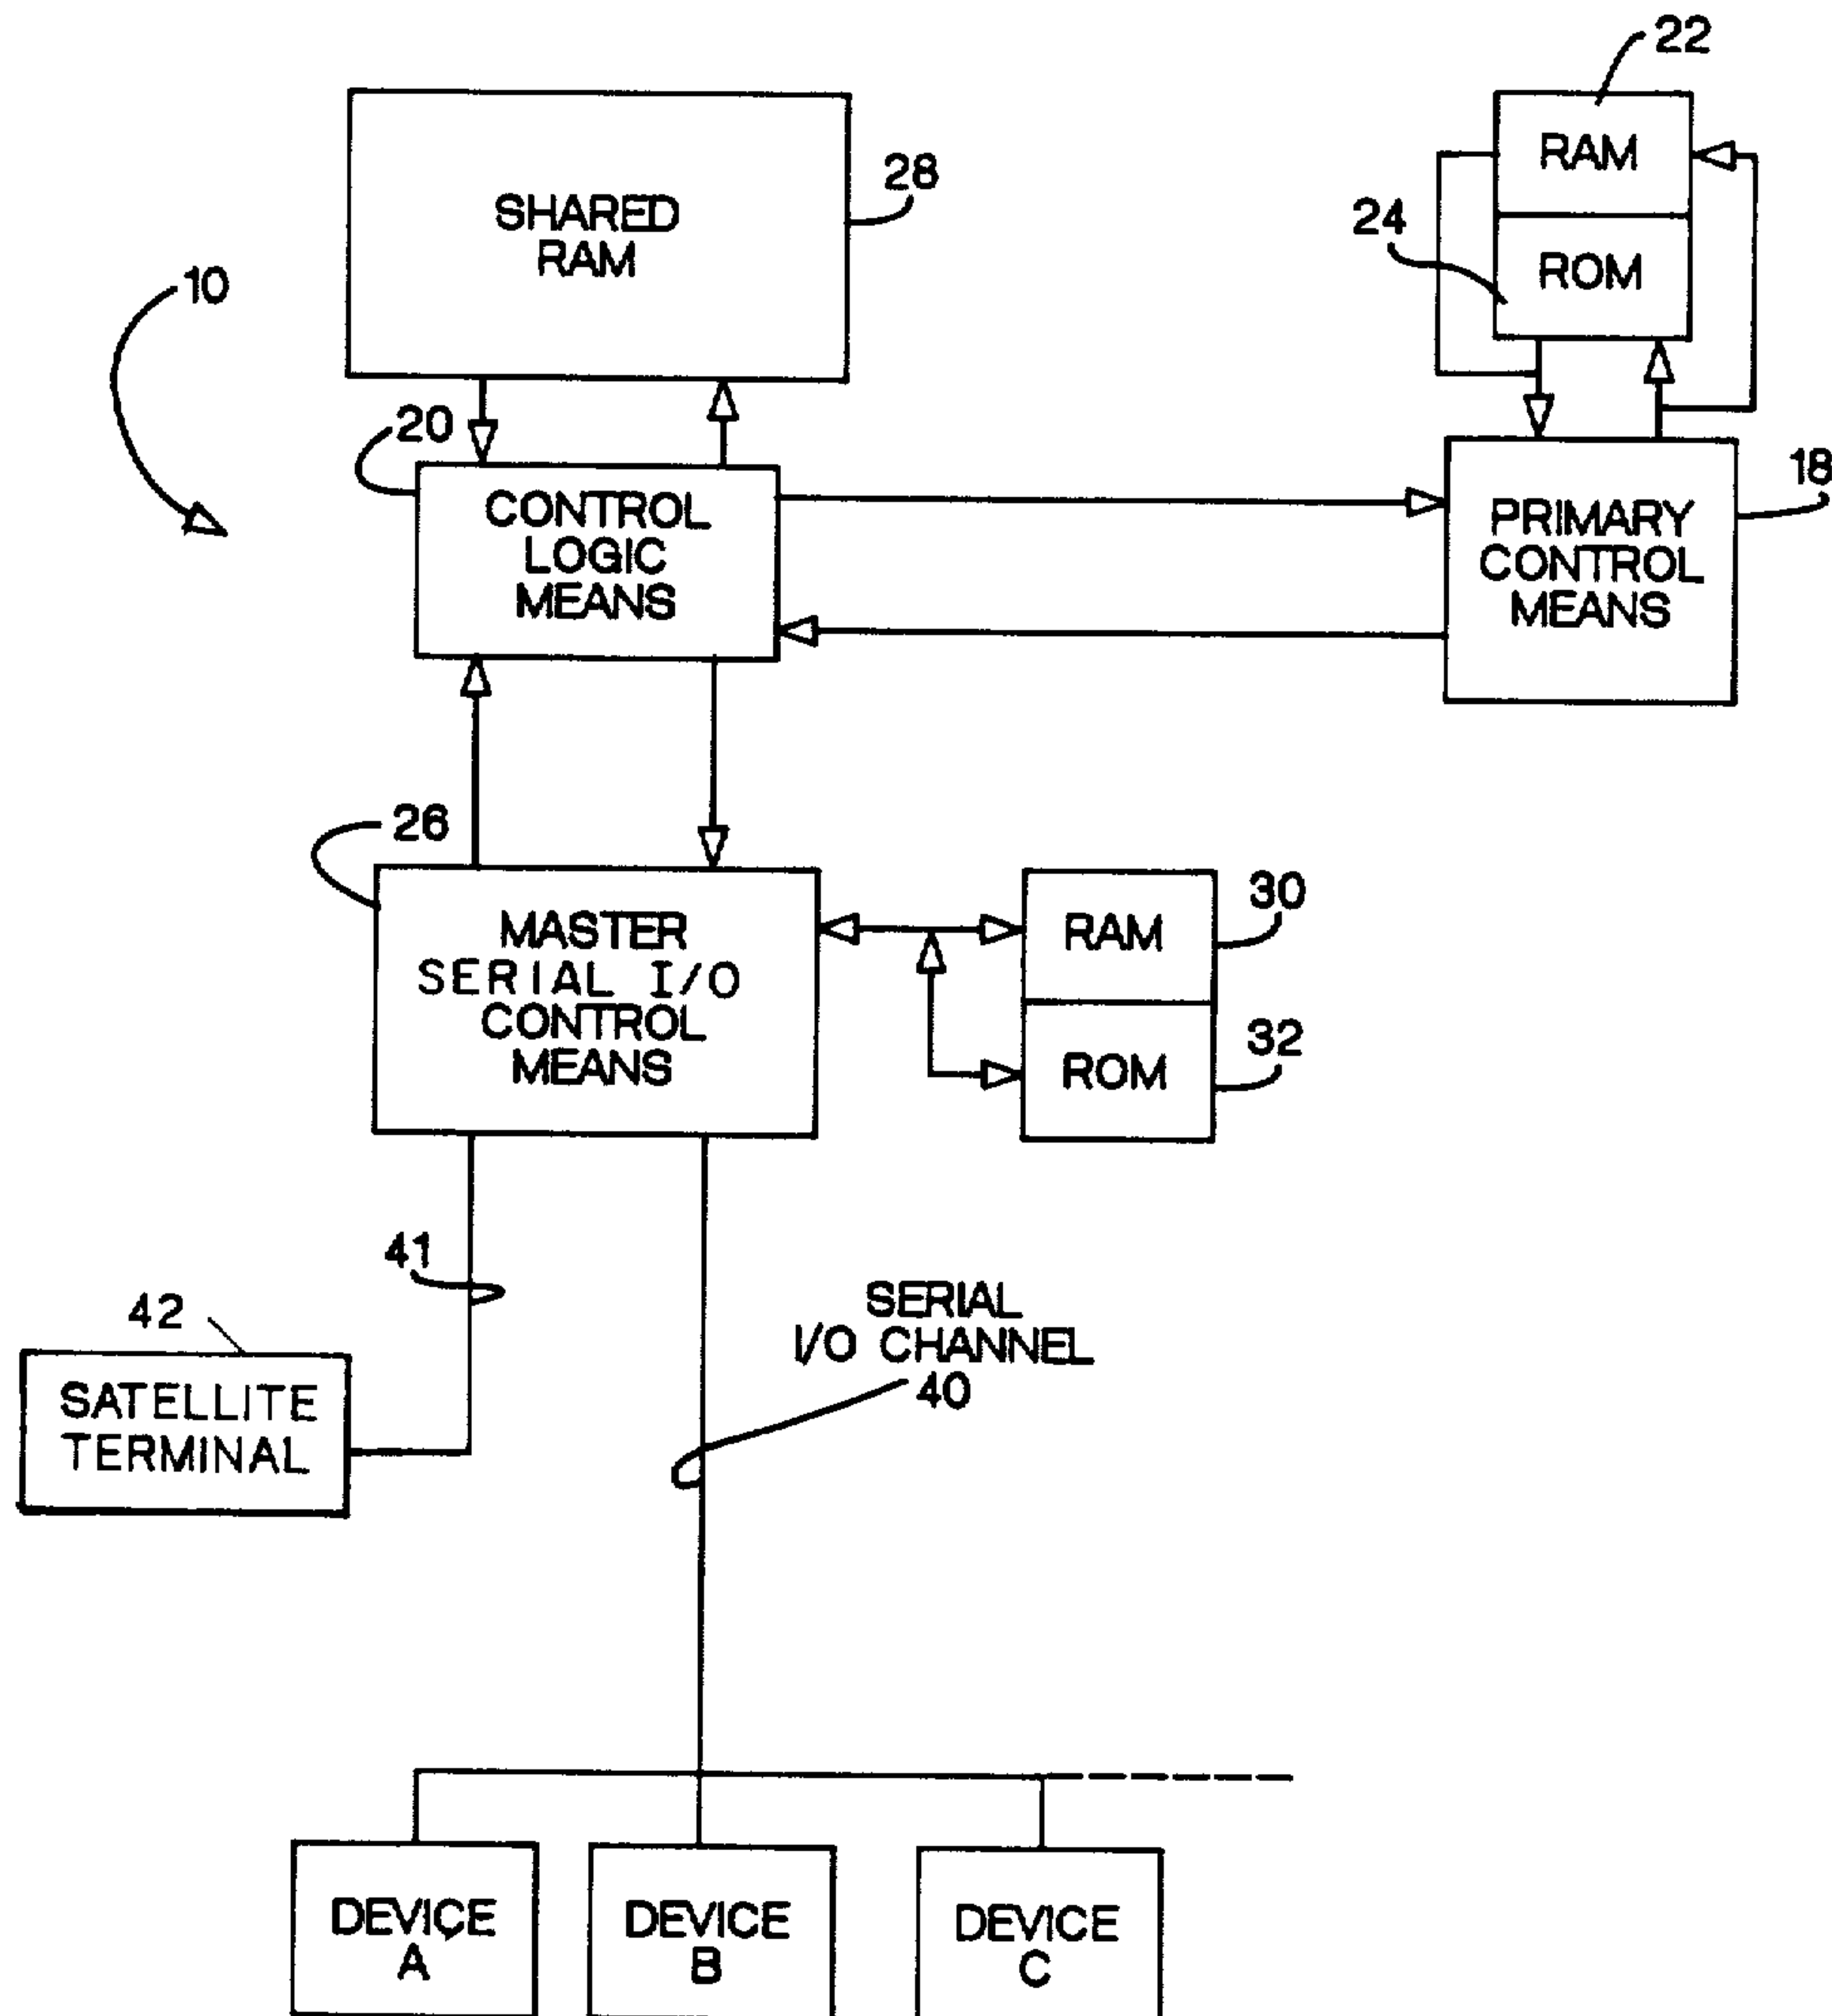 22
RAM
28
SHARED
RAM
24
ROM
10
20
18
CONTROL
LOGIC
MEANS
PRIMARY
CONTROL
MEANS
26
30
MASTER
SERIAL I/O
CONTROL
MEANS
RAM
32
ROM
41
42
SERIAL
I/O CHANNEL
40
SATELLITE
TERMINAL
DEVICE
A
DEVICE
B
DEVICE
C